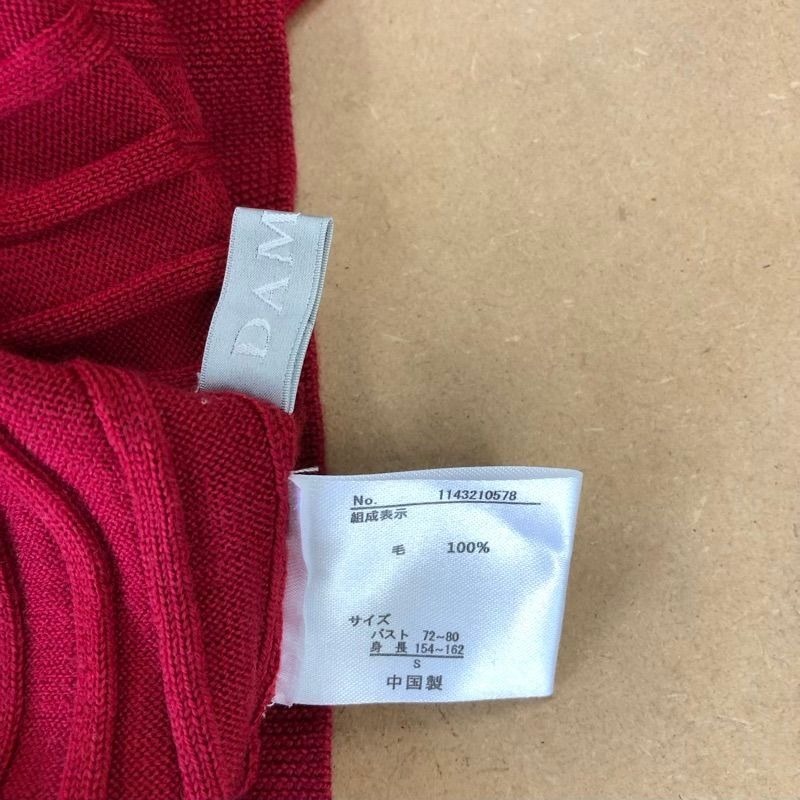 DAM
No. 1143210578
組成表示
毛 100%
サイズ
バスト 72~80
身 長 154~162
S
中国製